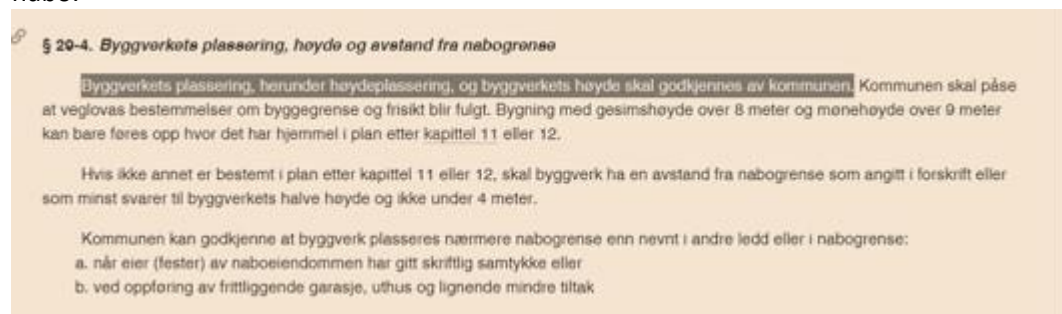 § 29-4. Byggverkets plassering, høyde og avstand fra nabogrense
Byggverkets plassering, herunder høydeplassering, og byggverkets høyde skal godkjennes av kommunen. Kommunen skal påse
at veglovas bestemmelser om byggegrense og frisikt blir fulgt. Bygning med gesimshøyde over 8 meter og mønehøyde over 9 meter
kan bare føres opp hvor det har hjemmel i plan etter kapittel 11 eller 12.
Hvis ikke annet er bestemt i plan etter kapittel 11 eller 12, skal byggverk ha en avstand fra nabogrense som angitt i forskrift eller
som minst svarer til byggverkets halve høyde og ikke under 4 meter.
Kommunen kan godkjenne at byggverk plasseres nærmere nabogrense enn nevnt i andre ledd eller i nabogrense:
a. når eier (fester) av naboeiendommen har gitt skriftlig samtykke eller
b. ved oppføring av frittliggende garasje, uthus og lignende mindre tiltak